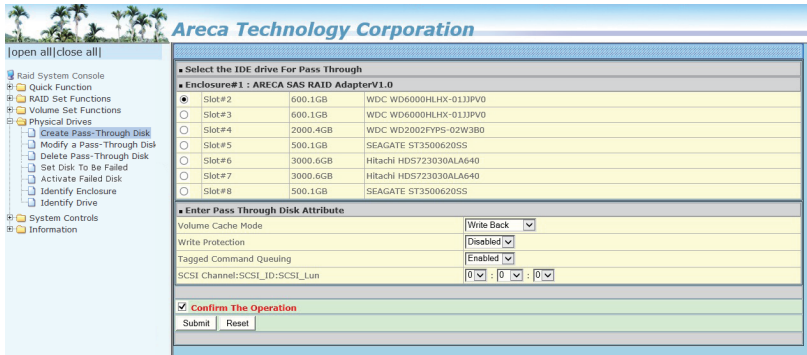 Areca Technology Corporation
|open all|close all|
Raid System Console
Quick Function
RAID Set Functions
Volume Set Functions
Physical Drives
Create Pass-Through Disk
Modify a Pass-Through Disk
Delete Pass-Through Disk
Set Disk To Be Failed
Activate Failed Disk
Identify Enclosure
Identify Drive
System Controls
Information
Select the IDE drive For Pass Through
Enclosure#1 : ARECA SAS RAID AdapterV1.0
Slot#2 600.1GB WDC WD6000HLHX-01JJPV0
Slot#3 600.1GB WDC WD6000HLHX-01JJPV0
Slot#4 2000.4GB WDC WD2002FYPS-02W3B0
Slot#5 500.1GB SEAGATE ST3500620SS
Slot#6 3000.6GB Hitachi HDS723030ALA640
Slot#7 3000.6GB Hitachi HDS723030ALA640
Slot#8 500.1GB SEAGATE ST3500620SS
Enter Pass Through Disk Attribute
Volume Cache Mode Write Back
Write Protection Disabled
Tagged Command Queuing Enabled
SCSI Channel:SCSI_ID:SCSI_Lun 0 : 0 : 0
Confirm The Operation
Submit Reset